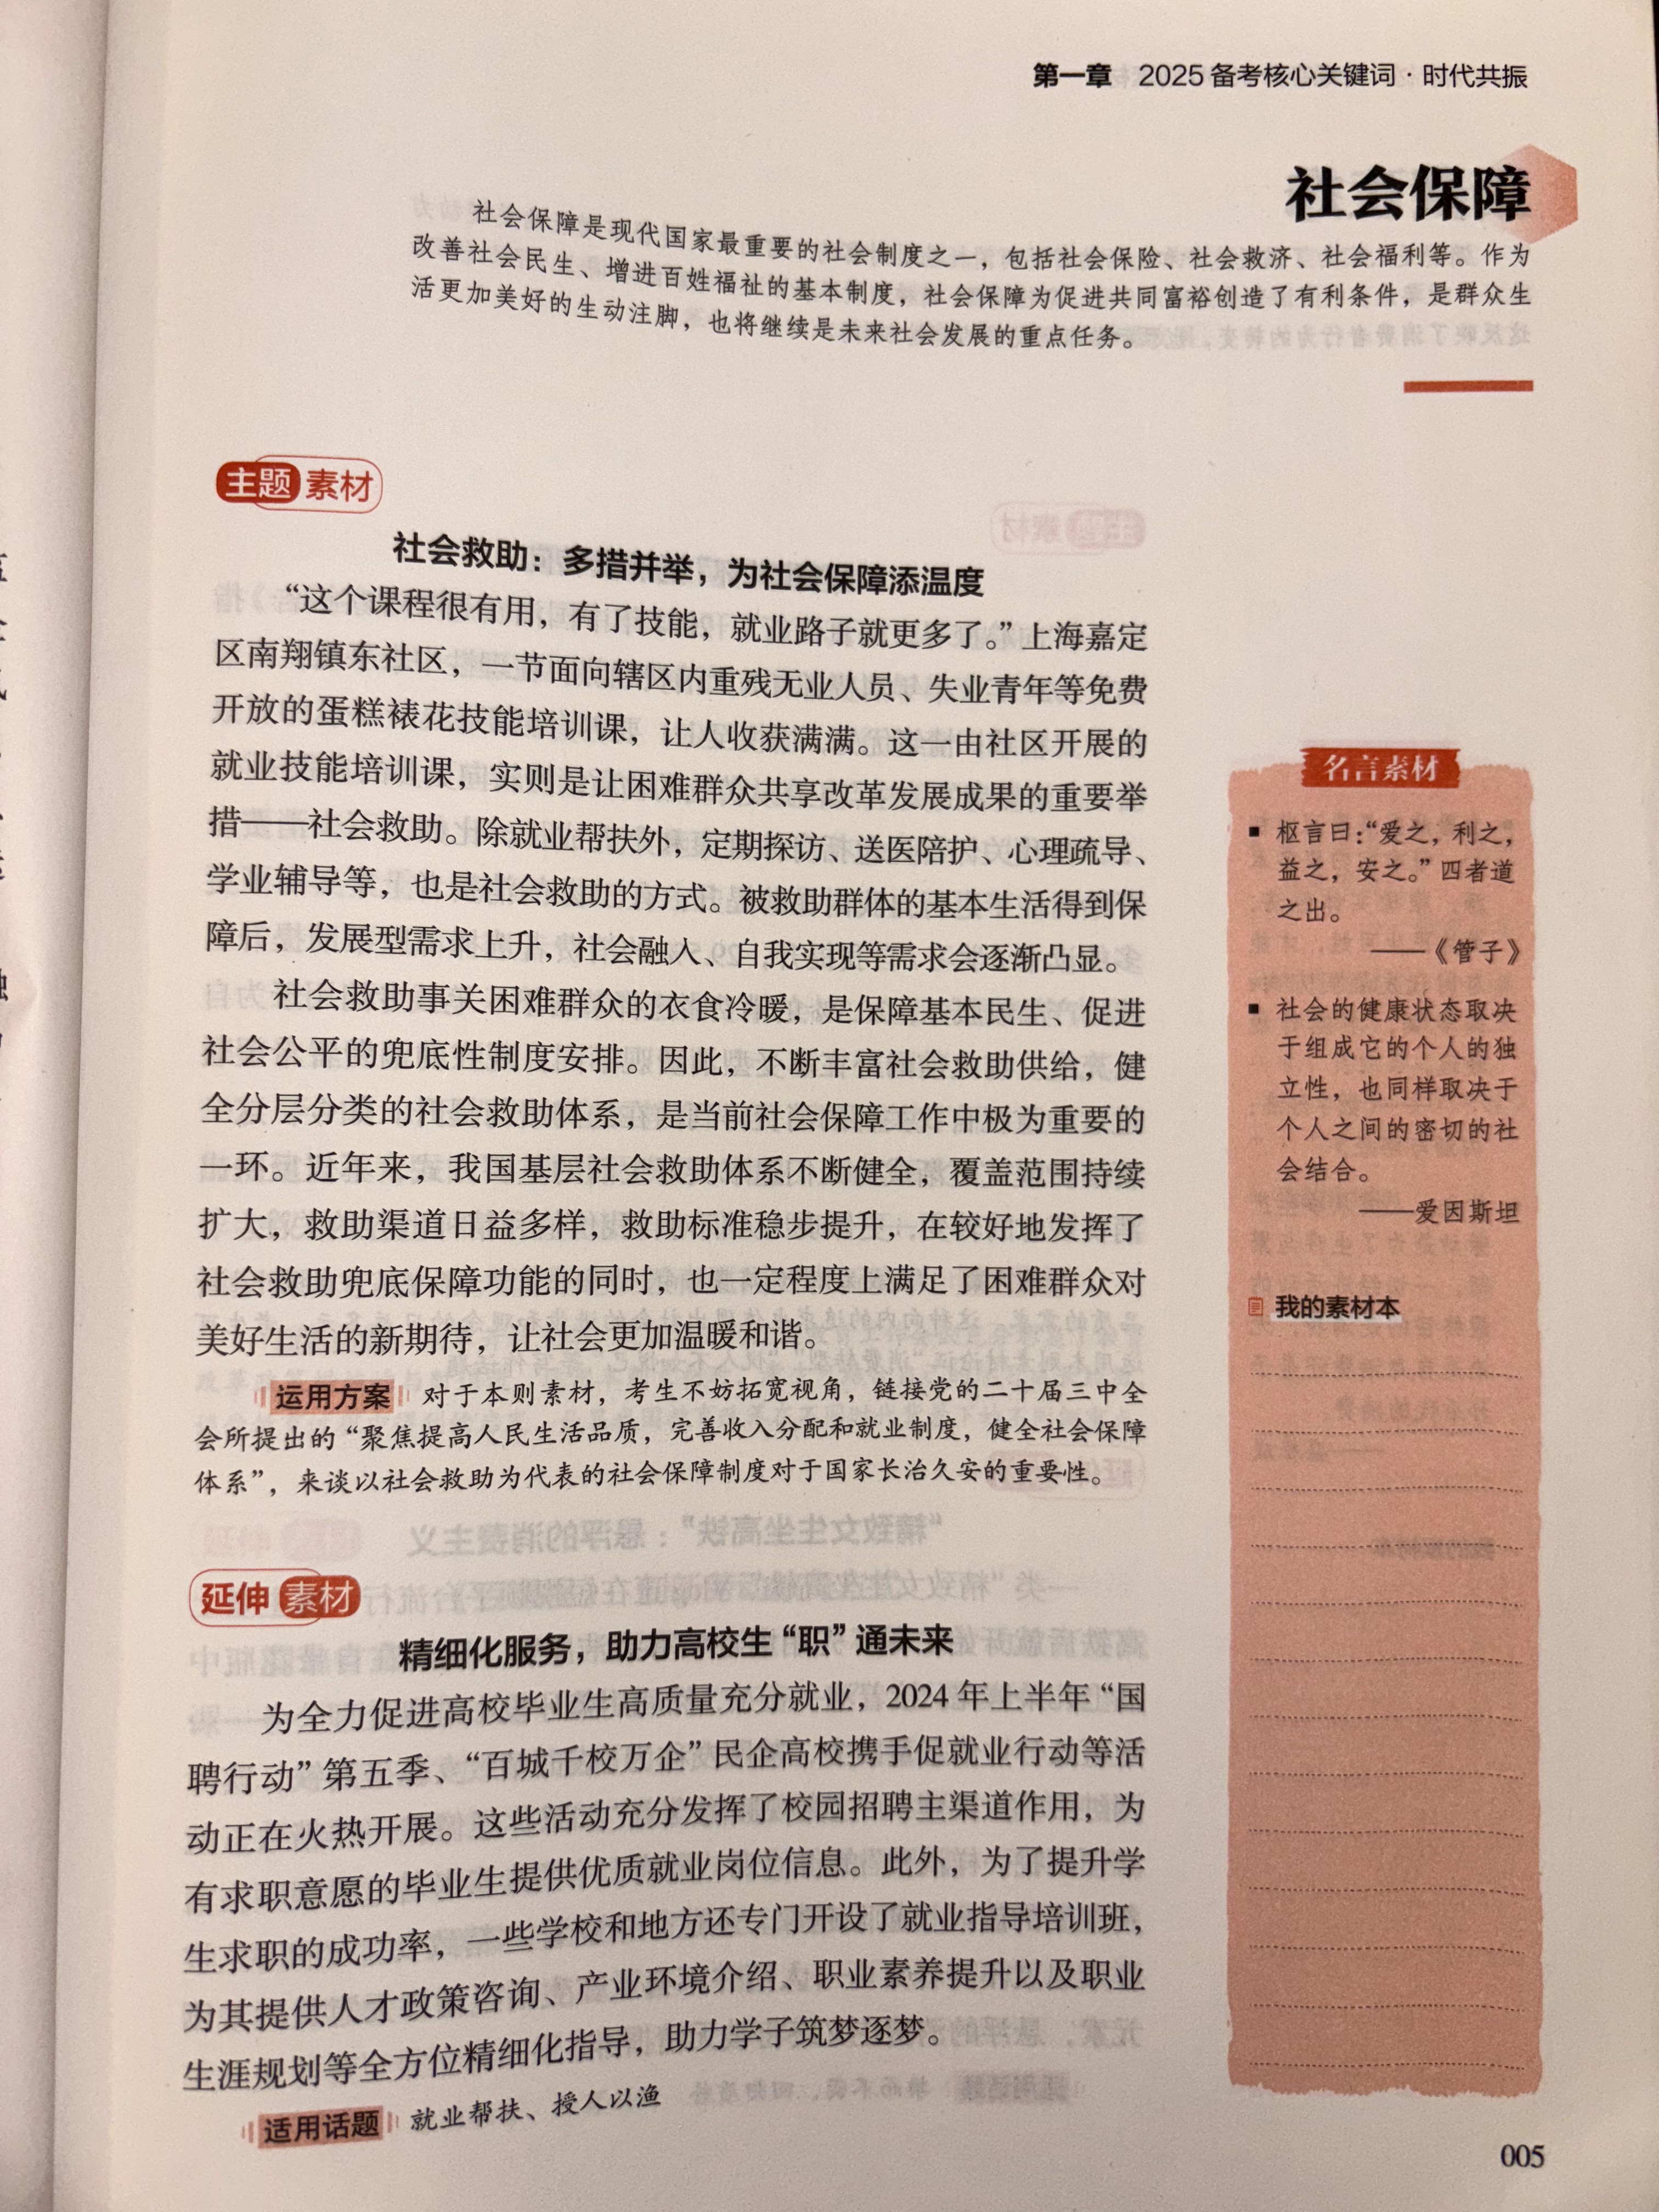 第一章 2025 备考核心关键词·时代共振
社会保障
社会保障是现代国家最重要的社会制度之一，包括社会保险、社会救济、社会福利等。作为
改善社会民生、增进百姓福祉的基本制度，社会保障为促进共同富裕创造了有利条件，是群众生
活更加美好的生动注脚，也将继续是未来社会发展的重点任务。
主题素材
社会救助：多措并举，为社会保障添温度
“这个课程很有用，有了技能，就业路子就更多了。”上海嘉定
区南翔镇东社区，一节面向辖区内重残无业人员、失业青年等免费
开放的蛋糕裱花技能培训课，让人收获满满。这一由社区开展的
就业技能培训课，实则是让困难群众共享改革发展成果的重要举
措——社会救助。除就业帮扶外，定期探访、送医陪护、心理疏导、
学业辅导等，也是社会救助的方式。被救助群体的基本生活得到保
障后，发展型需求上升，社会融入、自我实现等需求会逐渐凸显。
社会救助事关困难群众的衣食冷暖，是保障基本民生、促进
社会公平的兜底性制度安排。因此，不断丰富社会救助供给，健
全分层分类的社会救助体系，是当前社会保障工作中极为重要的
一环。近年来，我国基层社会救助体系不断健全，覆盖范围持续
扩大，救助渠道日益多样，救助标准稳步提升，在较好地发挥了
社会救助兜底保障功能的同时，也一定程度上满足了困难群众对
美好生活的新期待，让社会更加温暖和谐。
运用方案 对于本则素材，考生不妨拓宽视角，链接党的二十届三中全
会所提出的“聚焦提高人民生活品质，完善收入分配和就业制度，健全社会保障
体系”，来谈以社会救助为代表的社会保障制度对于国家长治久安的重要性。
延伸素材
精细化服务，助力高校生“职”通未来
为全力促进高校毕业生高质量充分就业，2024 年上半年“国
聘行动”第五季、“百城千校万企”民企高校携手促就业行动等活
动正在火热开展。这些活动充分发挥了校园招聘主渠道作用，为
有求职意愿的毕业生提供优质就业岗位信息。此外，为了提升学
生求职的成功率，一些学校和地方还专门开设了就业指导培训班，
为其提供人才政策咨询、产业环境介绍、职业素养提升以及职业
生涯规划等全方位精细化指导，助力学子筑梦逐梦。
适用话题 就业帮扶、授人以渔
名言素材
枢言曰：“爱之，利之，
益之，安之。”四者道
之出。
——《管子》
社会的健康状态取决
于组成它的个人的独
立性，也同样取决于
个人之间的密切的社
会结合。
——爱因斯坦
我的素材本
005